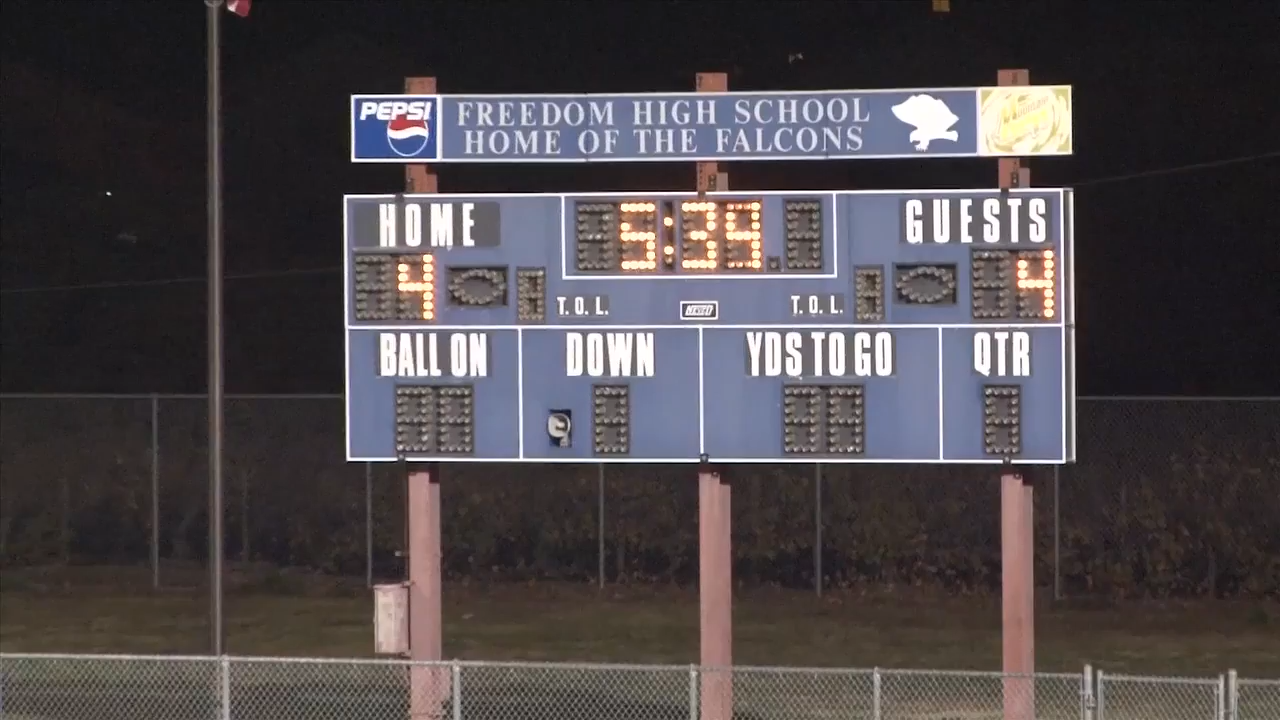 PEPSI
FREEDOM HIGH SCHOOL
HOME OF THE FALCONS
HOME
5:34
GUESTS
4
T.O.L.
T.O.L.
4
BALL ON
DOWN
YDS TO GO
QTR